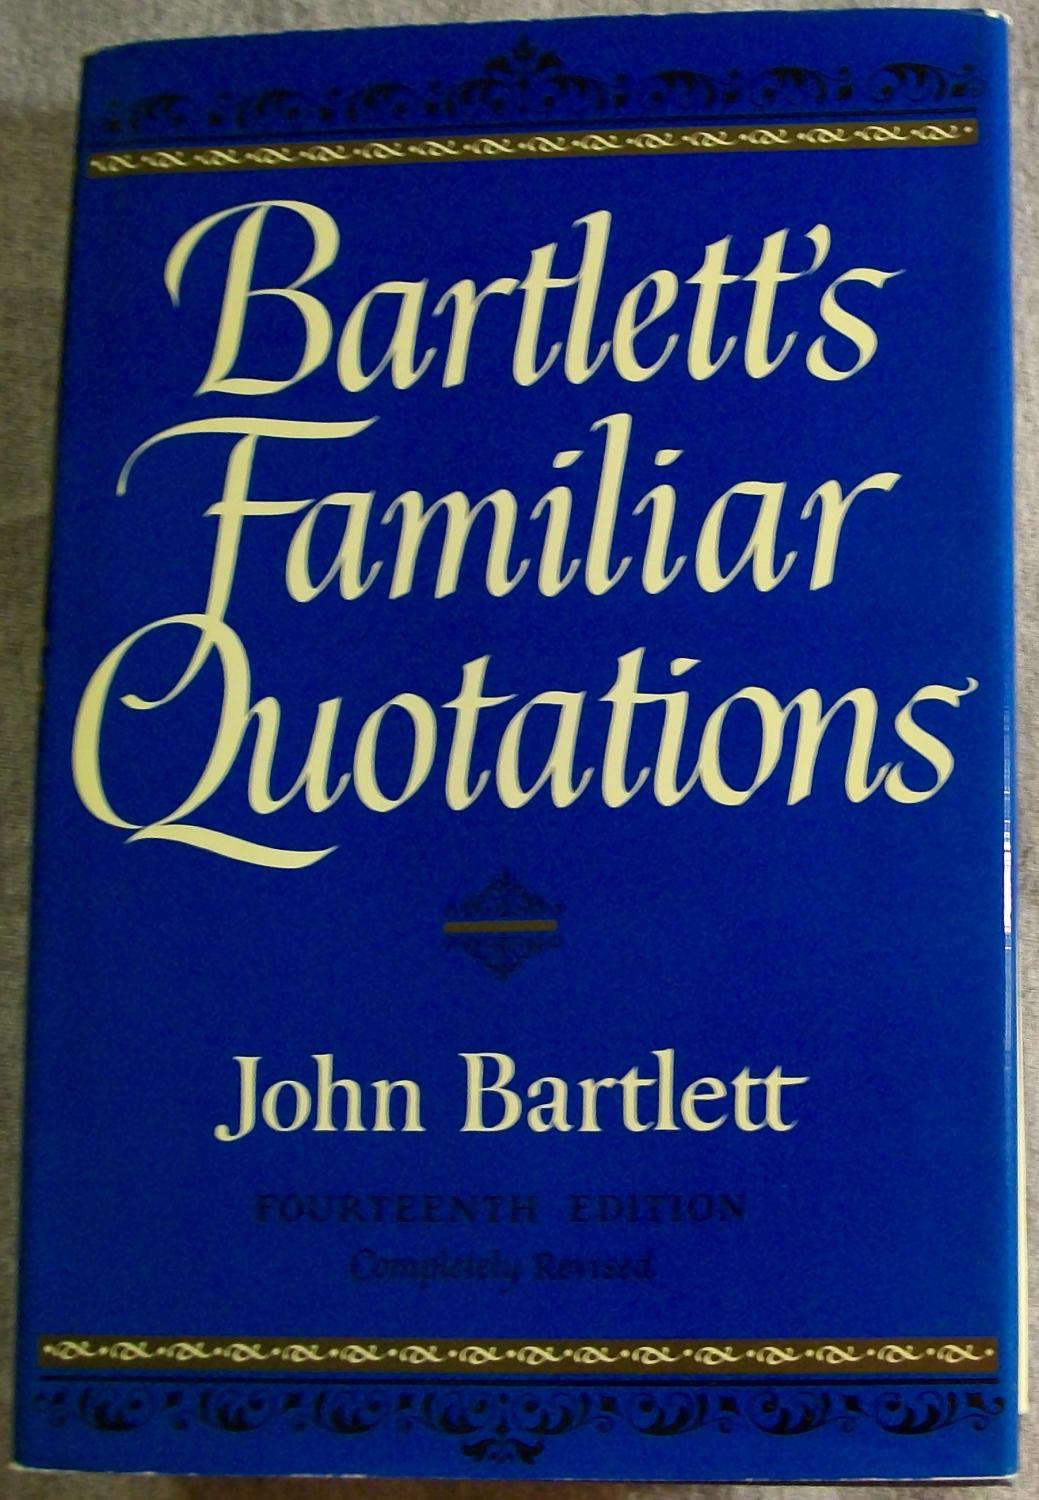 Bartlett's
Familiar
Quotations
John Bartlett
FOURTEENTH EDITION
Completely Revised